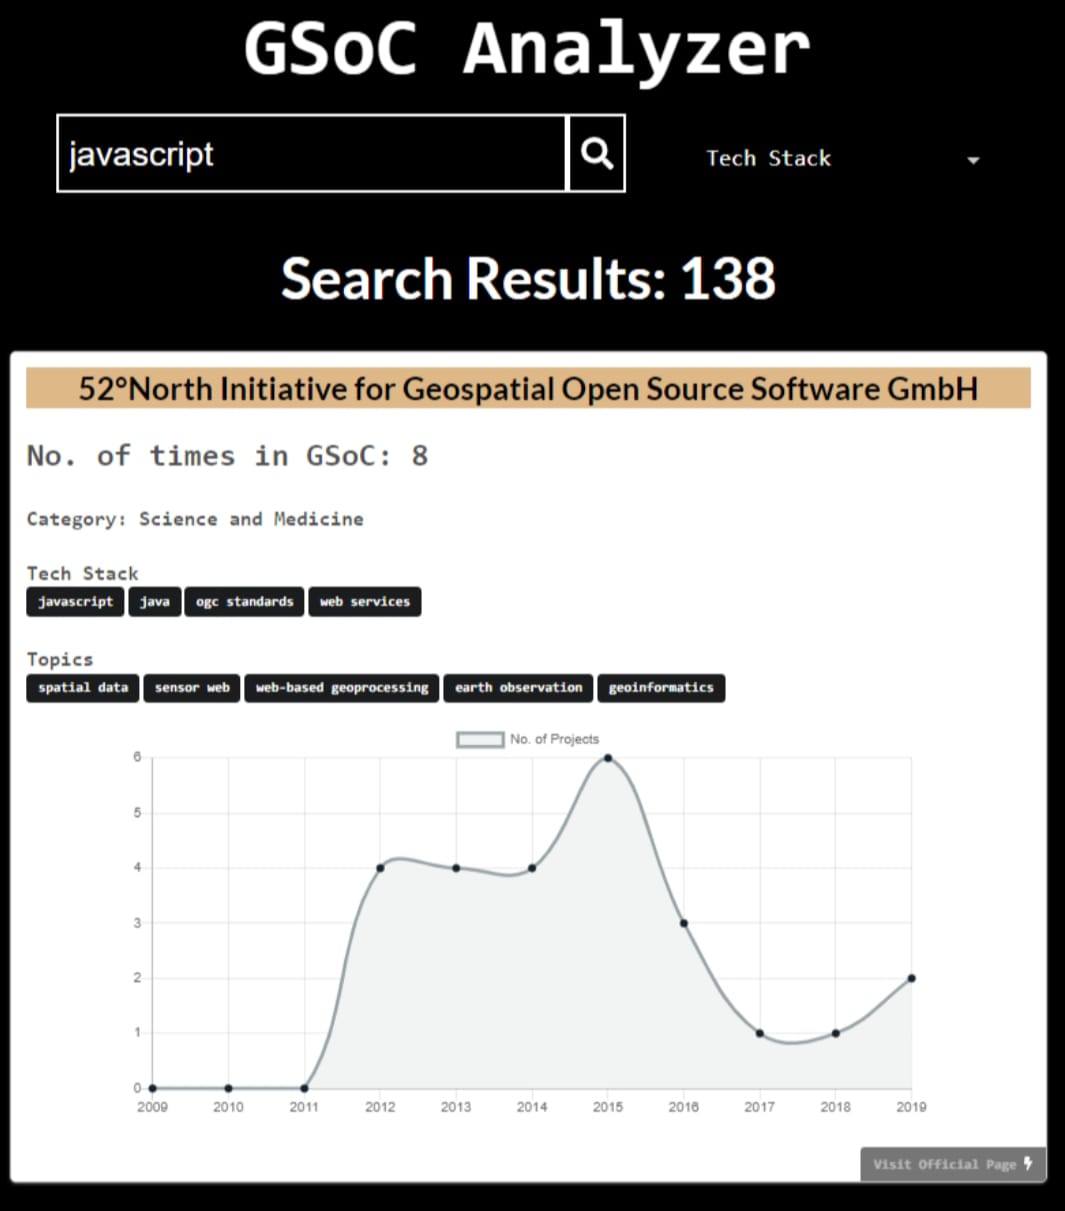 GSoC Analyzer
javascript
Tech Stack
Search Results: 138
52°North Initiative for Geospatial Open Source Software GmbH
No. of times in GSoC: 8
Category: Science and Medicine
Tech Stack
javascript java ogc standards web services
Topics
spatial data sensor web web-based geoprocessing earth observation geoinformatics
No. of Projects
6
5
4
3
2
1
0
2009 2010 2011 2012 2013 2014 2015 2016 2017 2018 2019
Visit Official Page